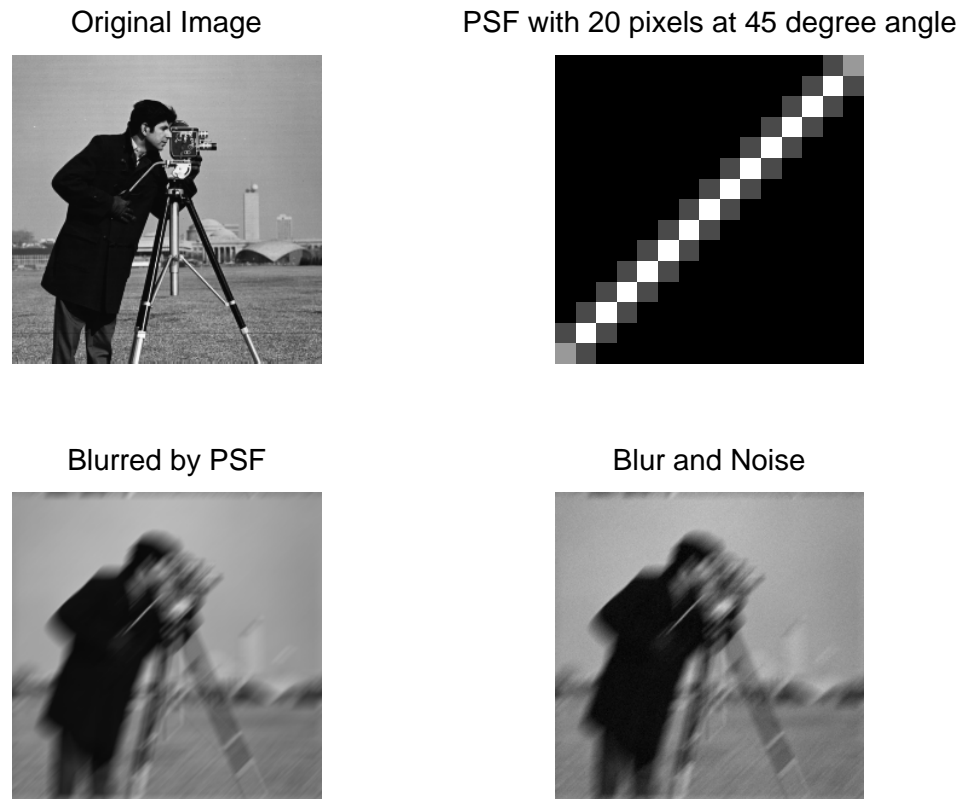 Original Image
PSF with 20 pixels at 45 degree angle
Blurred by PSF
Blur and Noise